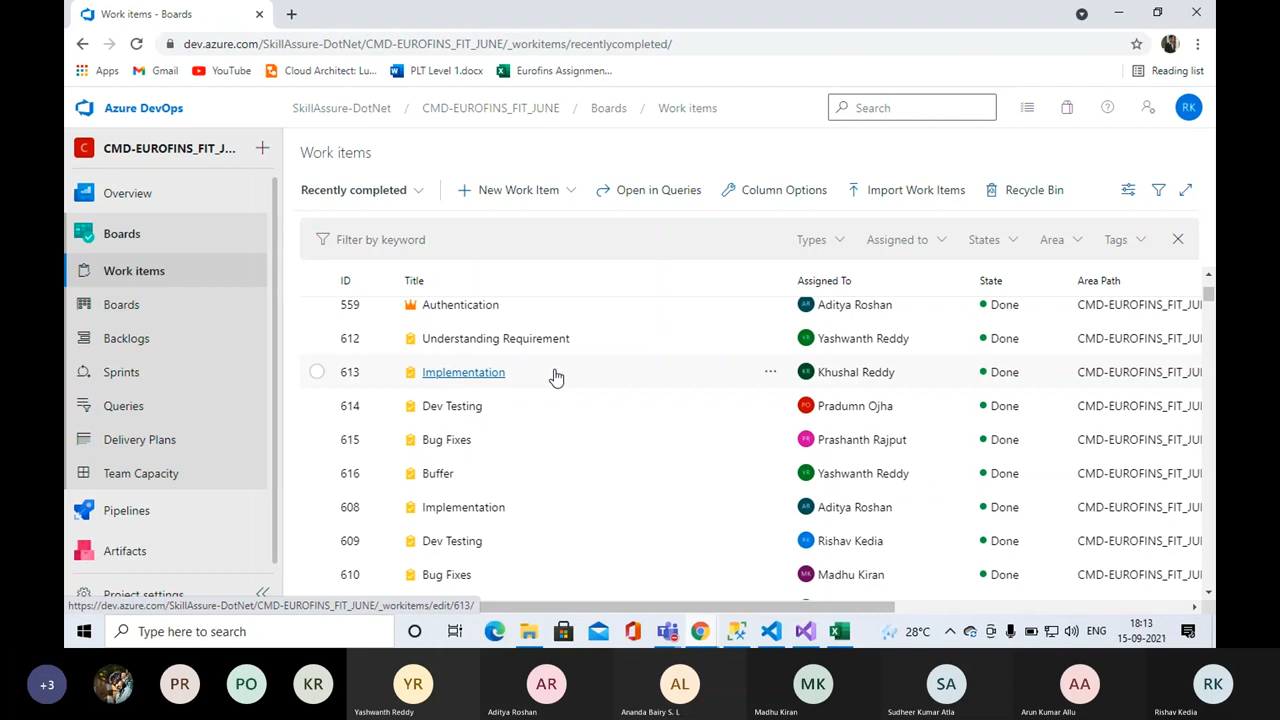 Work items - Boards
dev.azure.com/SkillAssure-DotNet/CMD-EUROFINS_FIT_JUNE/_workitems/recentlycompleted/
Apps Gmail YouTube Cloud Architect: Lu... PLT Level 1.docx Eurofins Assignmen... Reading list
Azure DevOps SkillAssure-DotNet / CMD-EUROFINS_FIT_JUNE / Boards / Work items Search RK
C CMD-EUROFINS_FIT_J...
Overview
Boards
Work items
Boards
Backlogs
Sprints
Queries
Delivery Plans
Team Capacity
Pipelines
Artifacts
Project settings
Work items
Recently completed New Work Item Open in Queries Column Options Import Work Items Recycle Bin
Filter by keyword Types Assigned to States Area Tags
ID Title Assigned To State Area Path
559 Authentication AR Aditya Roshan Done CMD-EUROFINS_FIT_JU
612 Understanding Requirement YR Yashwanth Reddy Done CMD-EUROFINS_FIT_JU
613 Implementation ... KR Khushal Reddy Done CMD-EUROFINS_FIT_JU
614 Dev Testing PO Pradumn Ojha Done CMD-EUROFINS_FIT_JU
615 Bug Fixes PR Prashanth Rajput Done CMD-EUROFINS_FIT_JU
616 Buffer YR Yashwanth Reddy Done CMD-EUROFINS_FIT_JU
608 Implementation AR Aditya Roshan Done CMD-EUROFINS_FIT_JU
609 Dev Testing RK Rishav Kedia Done CMD-EUROFINS_FIT_JU
610 Bug Fixes MK Madhu Kiran Done CMD-EUROFINS_FIT_JU
https://dev.azure.com/SkillAssure-DotNet/CMD-EUROFINS_FIT_JUNE/_workitems/edit/613/
Type here to search 28°C ENG 18:13
15-09-2021
+3 PR PO KR YR AR AL MK SA AA RK
Yashwanth Reddy Aditya Roshan Ananda Bairy S. L Madhu Kiran Sudheer Kumar Atla Arun Kumar Allu Rishav Kedia